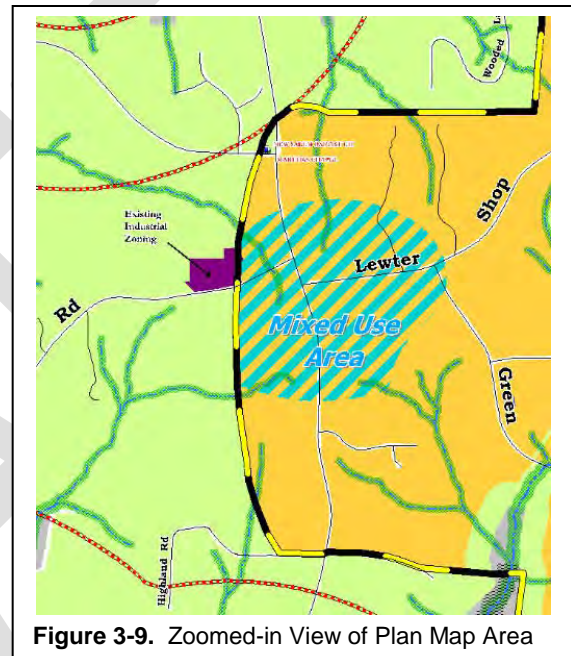 Wooded
Shop
Existing
Industrial
Zoning
Lewter
Rd
Mixed Use
Area
Green
Highland Rd
Figure 3-9. Zoomed-in View of Plan Map Area